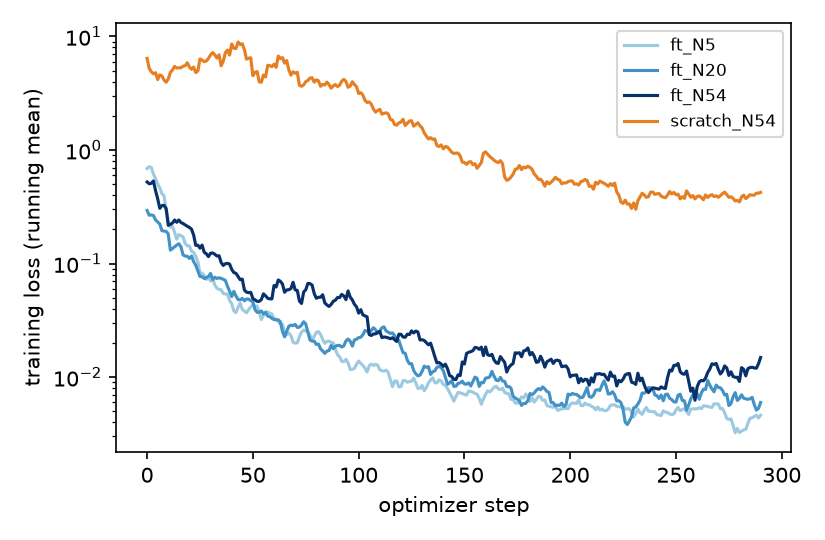 10¹
10⁰
10⁻¹
10⁻²
training loss (running mean)
ft_N5
ft_N20
ft_N54
scratch_N54
0 50 100 150 200 250 300
optimizer step